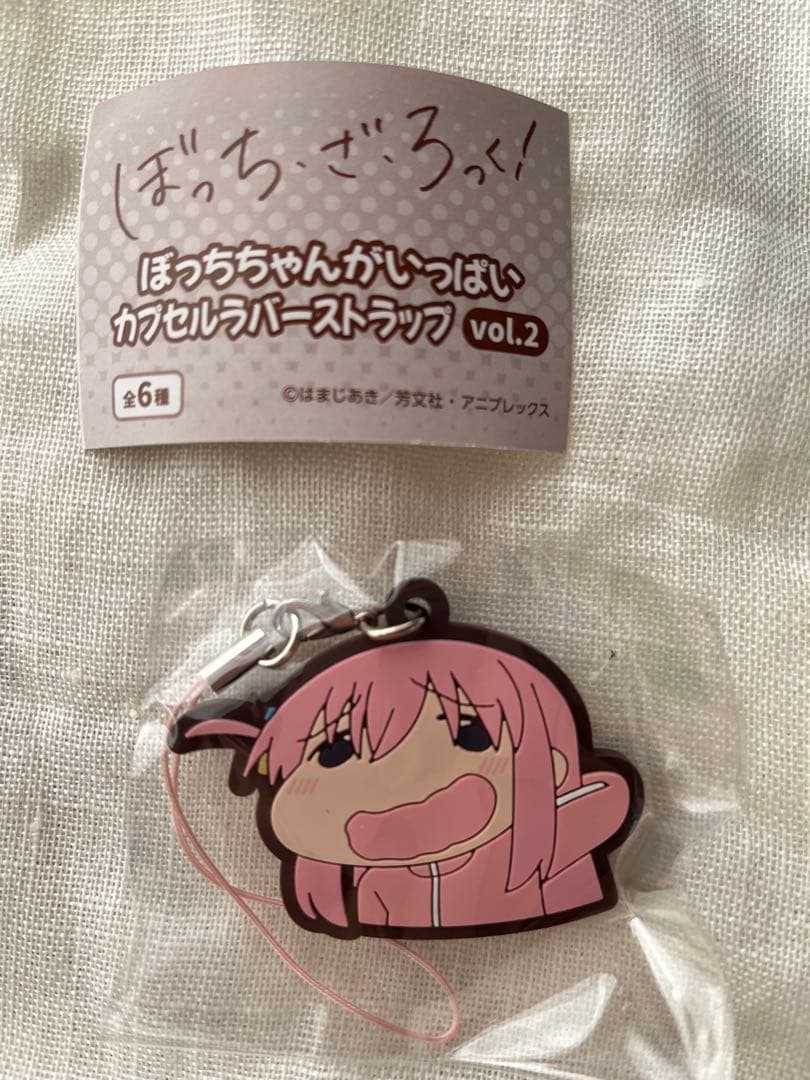 ぼっち・ざ・ろっく!
ぼっちちゃんがいっぱい
カプセルラバーストラップ vol.2
全6種
©はまじあき/芳文社・アニプレックス